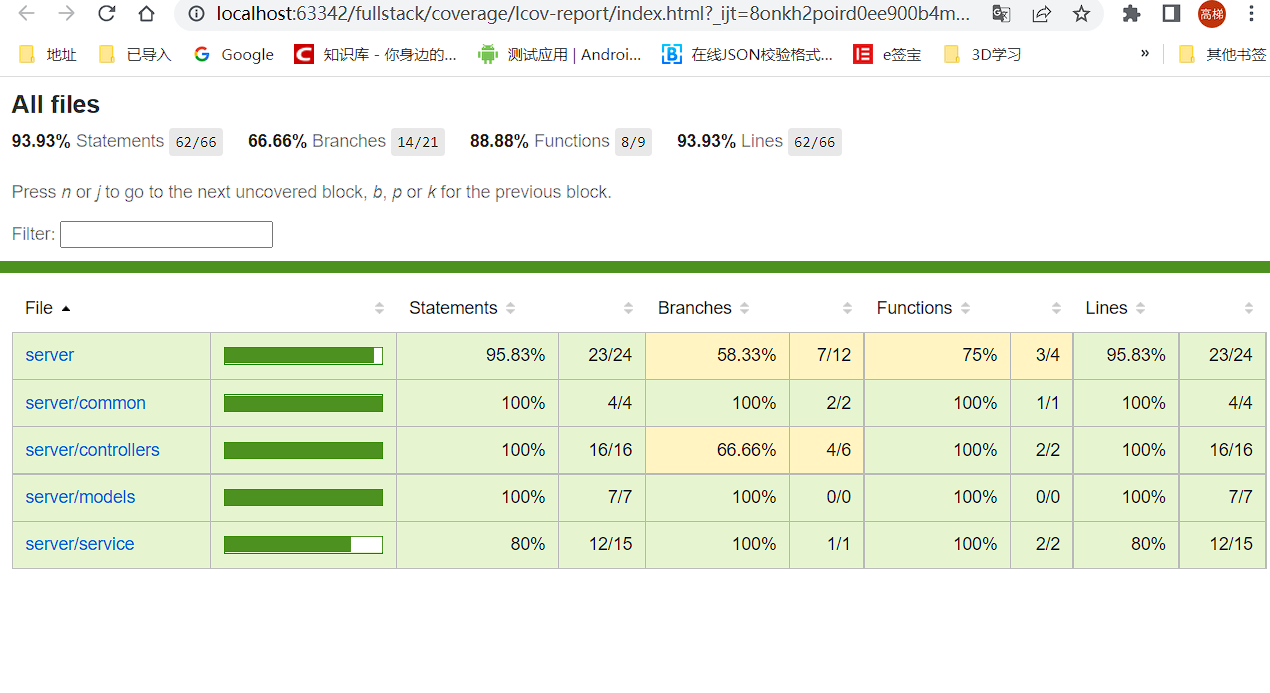 localhost:63342/fullstack/coverage/lcov-report/index.html?_ijt=8onkh2poird0ee900b4m... 高梯
地址 已导入 Google 知识库 - 你身边的... 测试应用 | Androi... 在线JSON校验格式... e签宝 3D学习 » 其他书签
All files
93.93% Statements 62/66 66.66% Branches 14/21 88.88% Functions 8/9 93.93% Lines 62/66
Press n or j to go to the next uncovered block, b, p or k for the previous block.
Filter:
File Statements Branches Functions Lines
server 95.83% 23/24 58.33% 7/12 75% 3/4 95.83% 23/24
server/common 100% 4/4 100% 2/2 100% 1/1 100% 4/4
server/controllers 100% 16/16 66.66% 4/6 100% 2/2 100% 16/16
server/models 100% 7/7 100% 0/0 100% 0/0 100% 7/7
server/service 80% 12/15 100% 1/1 100% 2/2 80% 12/15